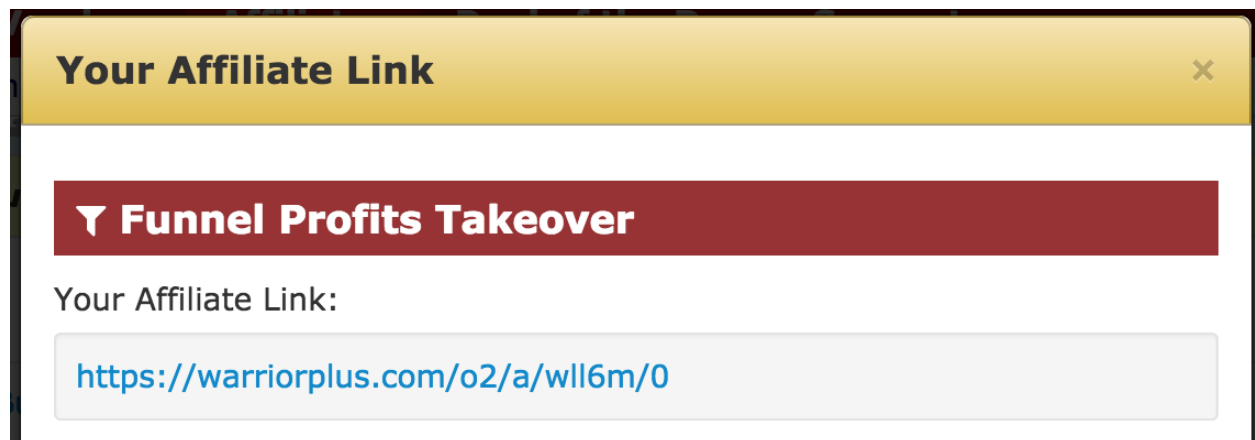 Your Affiliate Link ×
Funnel Profits Takeover
Your Affiliate Link:
https://warriorplus.com/o2/a/wll6m/0